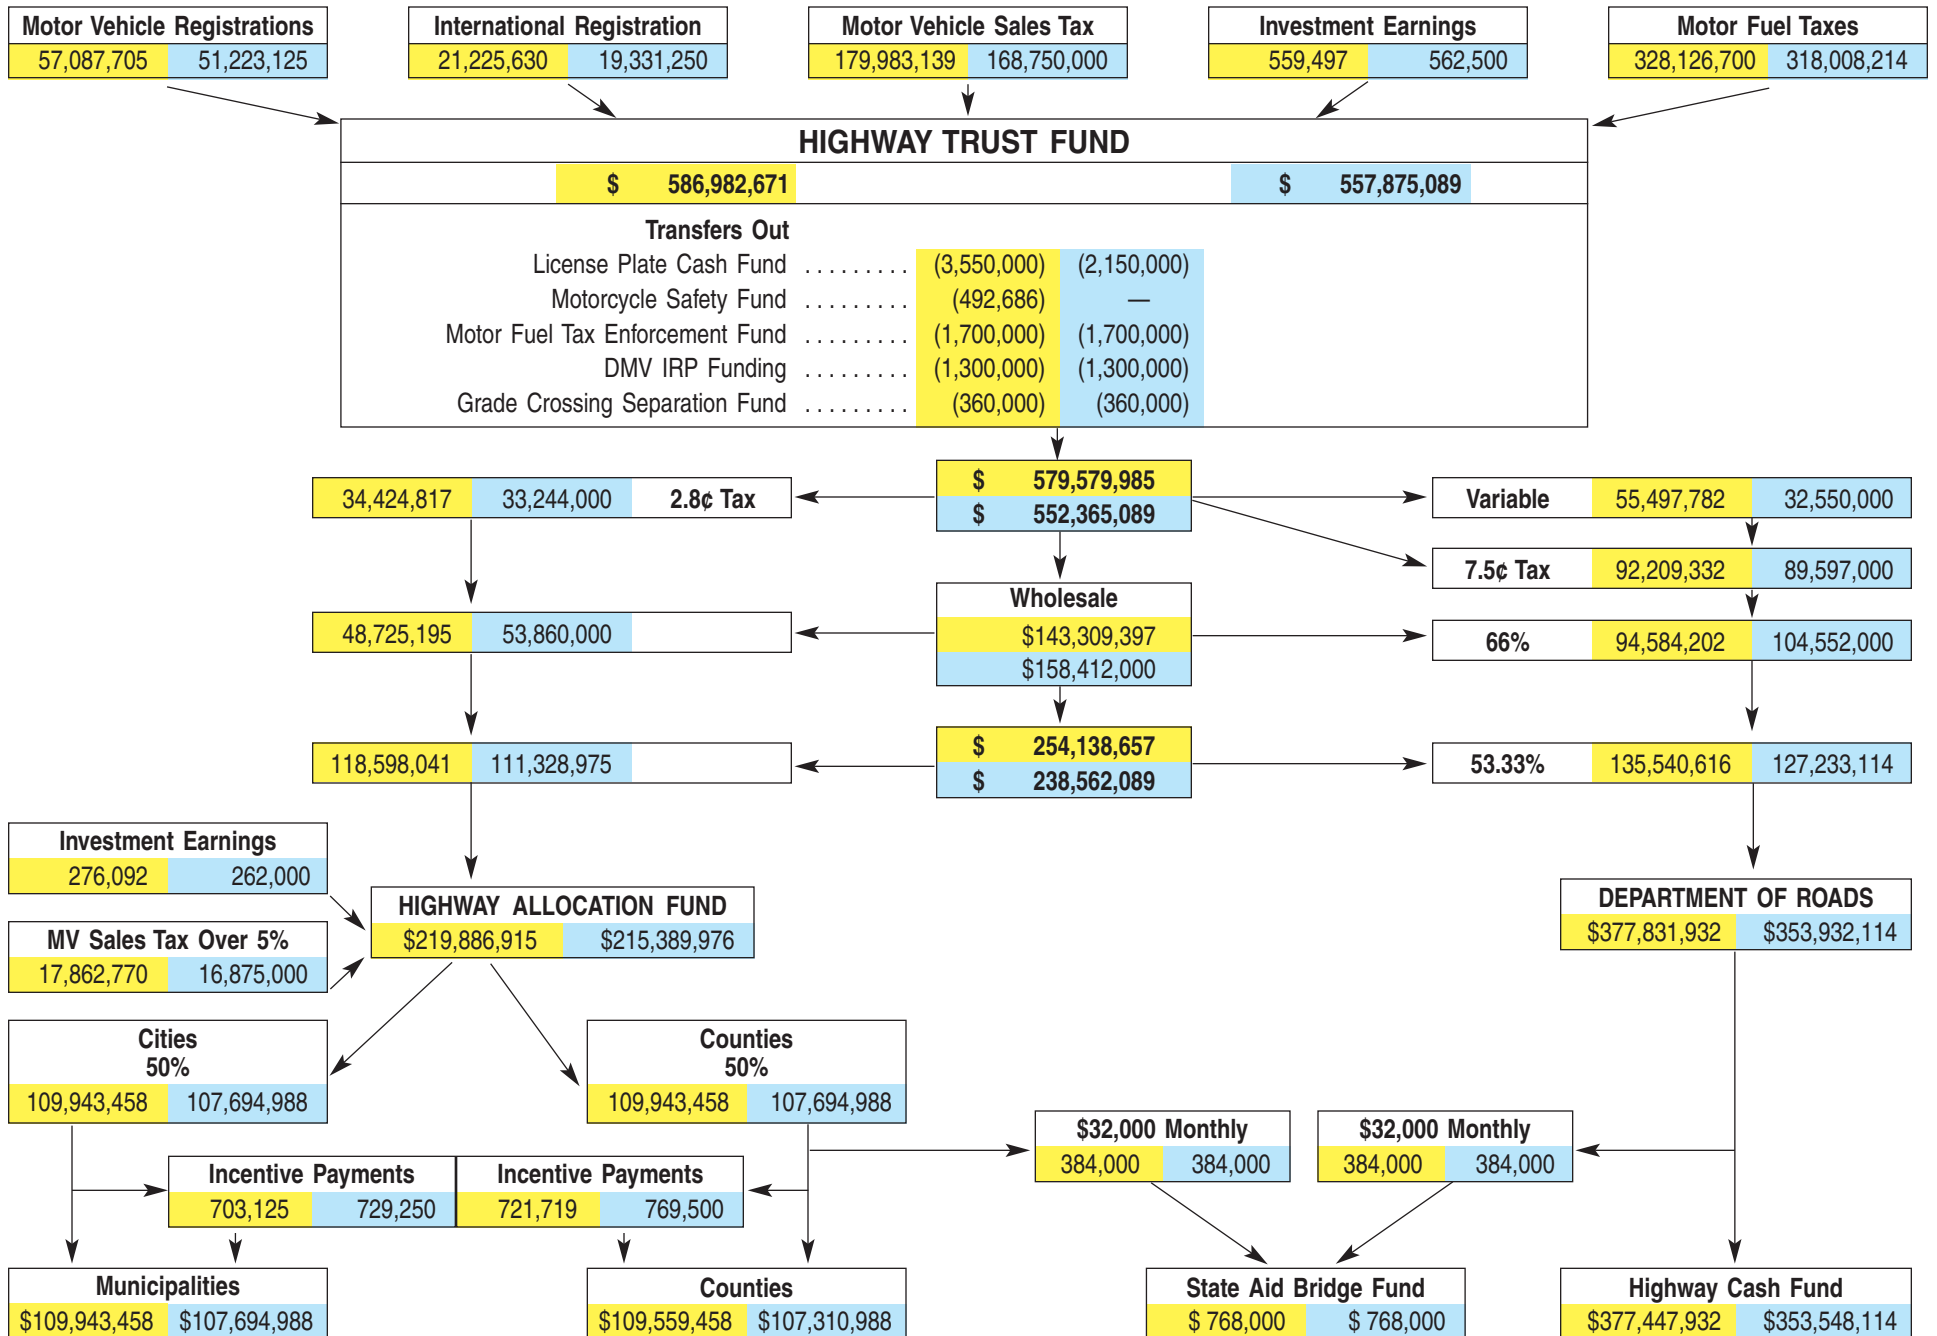 Motor Vehicle Registrations
57,087,705 51,223,125
International Registration
21,225,630 19,331,250
Motor Vehicle Sales Tax
179,983,139 168,750,000
Investment Earnings
559,497 562,500
Motor Fuel Taxes
328,126,700 318,008,214
HIGHWAY TRUST FUND
$ 586,982,671 $ 557,875,089
Transfers Out
License Plate Cash Fund ......... (3,550,000) (2,150,000)
Motorcycle Safety Fund ......... (492,686) —
Motor Fuel Tax Enforcement Fund ......... (1,700,000) (1,700,000)
DMV IRP Funding ......... (1,300,000) (1,300,000)
Grade Crossing Separation Fund ......... (360,000) (360,000)
$ 579,579,985
$ 552,365,089
34,424,817 33,244,000 2.8¢ Tax
Variable 55,497,782 32,550,000
7.5¢ Tax 92,209,332 89,597,000
Wholesale
$143,309,397
$158,412,000
48,725,195 53,860,000
66% 94,584,202 104,552,000
$ 254,138,657
$ 238,562,089
118,598,041 111,328,975
53.33% 135,540,616 127,233,114
Investment Earnings
276,092 262,000
MV Sales Tax Over 5%
17,862,770 16,875,000
HIGHWAY ALLOCATION FUND
$219,886,915 $215,389,976
DEPARTMENT OF ROADS
$377,831,932 $353,932,114
Cities
50%
109,943,458 107,694,988
Counties
50%
109,943,458 107,694,988
$32,000 Monthly
384,000 384,000
$32,000 Monthly
384,000 384,000
Incentive Payments
703,125 729,250
Incentive Payments
721,719 769,500
Municipalities
$109,943,458 $107,694,988
Counties
$109,559,458 $107,310,988
State Aid Bridge Fund
$ 768,000 $ 768,000
Highway Cash Fund
$377,447,932 $353,548,114